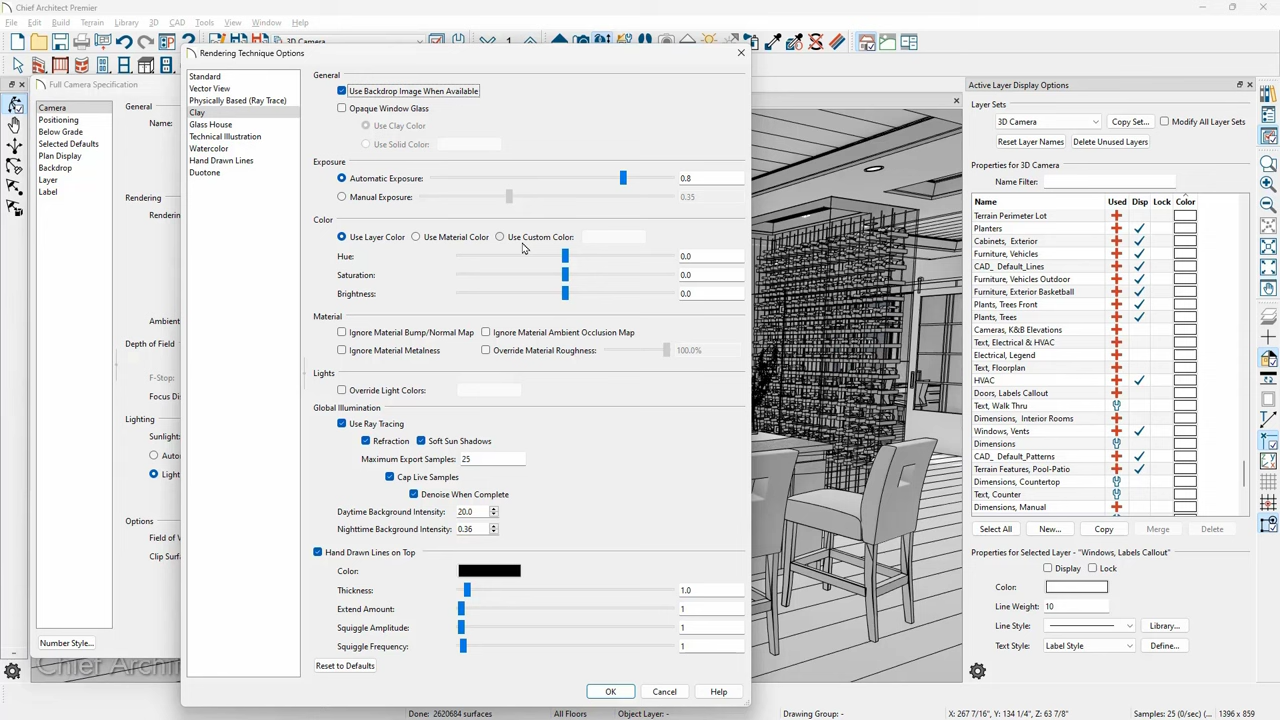 Chief Architect Premier
File Edit Build Terrain Library 3D CAD Tools View Window Help
3D Camera
1
Full Camera Specification
Camera
Positioning
Below Grade
Selected Defaults
Plan Display
Backdrop
Layer
Label
General
Name:
Rendering
Ambient
Depth of Field
F-Stop:
Focus Dis
Lighting
Sunlight:
Light
Options
Field of V
Clip Surf
Number Style...
Chief Archit
Rendering Technique Options
Standard
Vector View
Physically Based (Ray Trace)
Clay
Glass House
Technical Illustration
Watercolor
Hand Drawn Lines
Duotone
General
Use Backdrop Image When Available
Opaque Window Glass
Use Clay Color
Use Solid Color:
Exposure
Automatic Exposure: 0.8
Manual Exposure: 0.35
Color
Use Layer Color Use Material Color Use Custom Color:
Hue: 0.0
Saturation: 0.0
Brightness: 0.0
Material
Ignore Material Bump/Normal Map Ignore Material Ambient Occlusion Map
Ignore Material Metalness Override Material Roughness: 100.0%
Lights
Override Light Colors:
Global Illumination
Use Ray Tracing
Refraction Soft Sun Shadows
Maximum Export Samples: 25
Cap Live Samples
Denoise When Complete
Daytime Background Intensity: 20.0
Nighttime Background Intensity: 0.36
Hand Drawn Lines on Top
Color:
Thickness: 1.0
Extend Amount: 1
Squiggle Amplitude: 1
Squiggle Frequency: 1
Reset to Defaults
OK Cancel Help
Active Layer Display Options
Layer Sets
3D Camera Copy Set... Modify All Layer Sets
Reset Layer Names Delete Unused Layers
Properties for 3D Camera
Name Filter:
Name Used Disp Lock Color
Terrain Perimeter Lot
Planters
Cabinets, Exterior
Furniture, Vehicles
CAD_ Default_Lines
Furniture, Vehicles Outdoor
Furniture, Exterior Basketball
Plants, Trees Front
Plants, Trees
Cameras, K&B Elevations
Text, Electrical & HVAC
Electrical, Legend
Text, Floorplan
HVAC
Doors, Labels Callout
Text, Walk Thru
Dimensions, Interior Rooms
Windows, Vents
Dimensions
CAD_ Default_Patterns
Terrain Features, Pool-Patio
Dimensions, Countertop
Text, Counter
Dimensions, Manual
Select All New... Copy Merge Delete
Properties for Selected Layer - "Windows, Labels Callout"
Display Lock
Color:
Line Weight: 10
Line Style: Library...
Text Style: Label Style Define...
Done: 2620684 surfaces All Floors Object Layer: - Drawing Group: - X: 267 7/16", Y: 134 1/4", Z: 63 7/8" Samples: 25 (0/sec) (... 1396 x 859